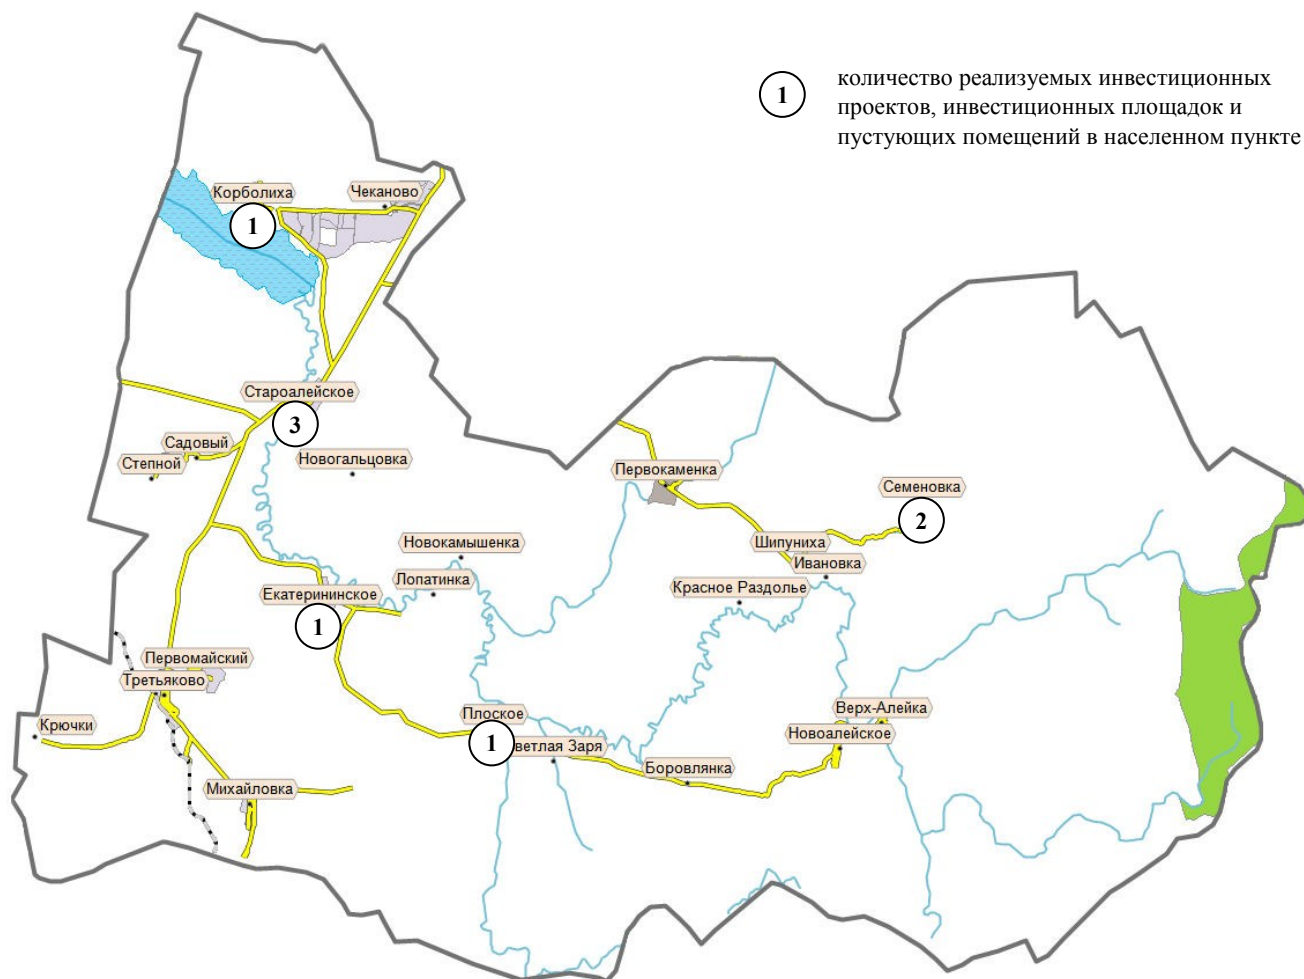 1
количество реализуемых инвестиционных
проектов, инвестиционных площадок и
пустующих помещений в населенном пункте
Корболиха
Чеканово
1
Староалейское
3
Садовый
Степной
Новогальцовка
Первокаменка
Семеновка
2
Новокамышенка
Шипуниха
Ивановка
Лопатинка
Красное Раздолье
Екатерининское
1
Первомайский
Третьяково
Крючки
Плоское
1
ветлая Заря
Верх-Алейка
Новоалейское
Боровлянка
Михайловка